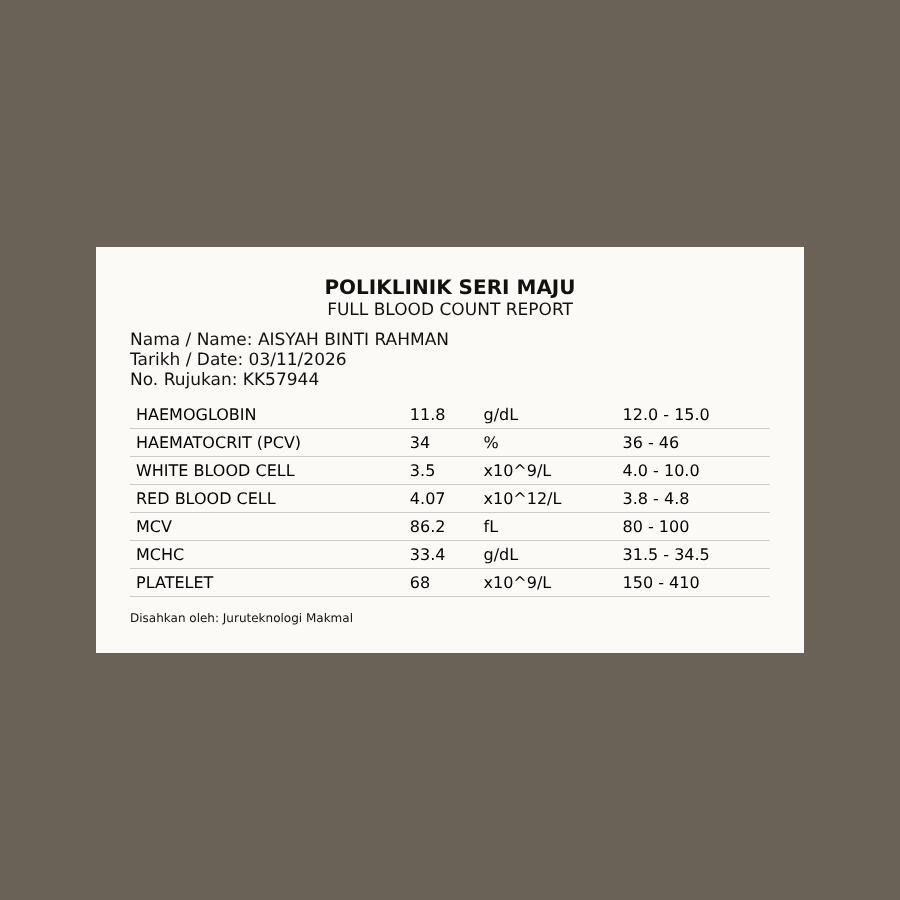 POLIKLINIK SERI MAJU
FULL BLOOD COUNT REPORT
Nama / Name: AISYAH BINTI RAHMAN
Tarikh / Date: 03/11/2026
No. Rujukan: KK57944
HAEMOGLOBIN 11.8 g/dL 12.0 - 15.0
HAEMATOCRIT (PCV) 34 % 36 - 46
WHITE BLOOD CELL 3.5 x10^9/L 4.0 - 10.0
RED BLOOD CELL 4.07 x10^12/L 3.8 - 4.8
MCV 86.2 fL 80 - 100
MCHC 33.4 g/dL 31.5 - 34.5
PLATELET 68 x10^9/L 150 - 410
Disahkan oleh: Juruteknologi Makmal